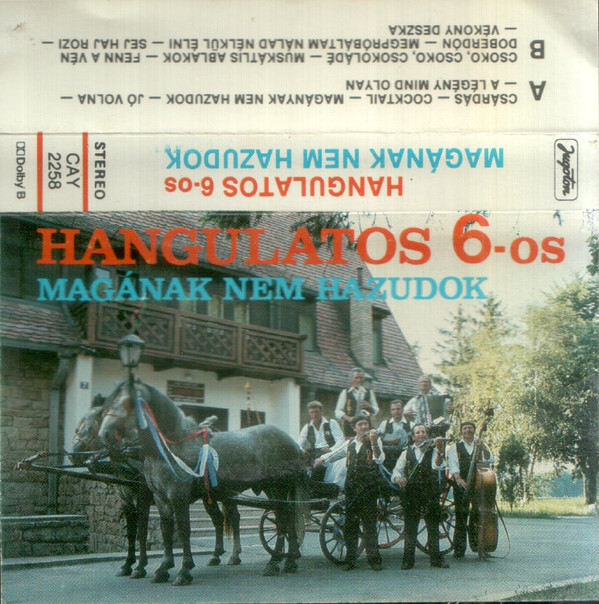 A
CSÁRDÁS — COCKTAIL — MAGÁNYAK NEM HAZUDOK — JÓ VOLNA —
— A LÉGÉNY MIND OLYAN
B
CSOKO, CSOKO, CSOKOLÁDÉ — MUSKÁTLIS ABLAKOK — FENN A VÉN
DOBERDÓN — MEGPRÓBÁLTAM NÁLAD NÉLKÜL ÉLNI — SEJ HAJ ROZI
— VÉKONY DESZKA
HANGULATOS 6-os
MAGÁNAK NEM HAZUDOK
Jugoton
STEREO
CAY
2258
Dolby B
HANGULATOS 6-os
MAGÁNAK NEM HAZUDOK